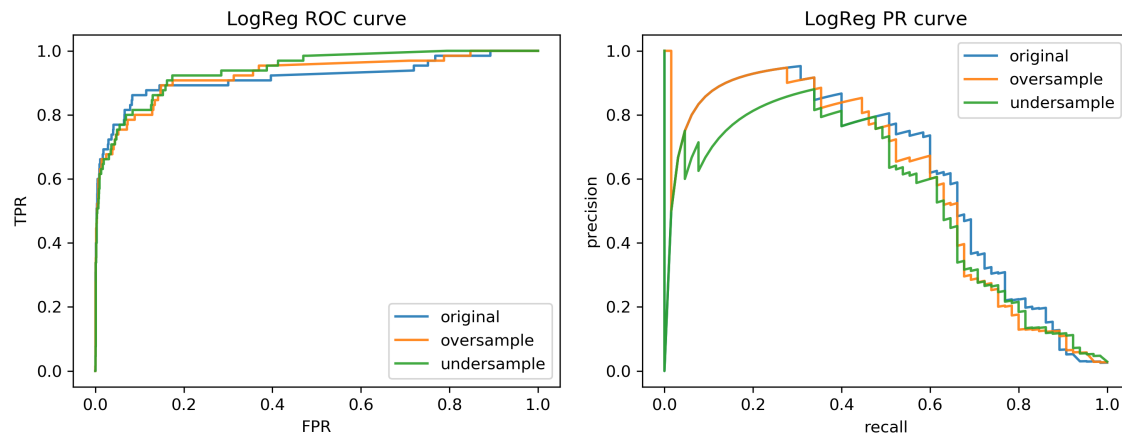 LogReg ROC curve
1.0
0.8
0.6
0.4
0.2
0.0
TPR
0.0 0.2 0.4 0.6 0.8 1.0
FPR
original
oversample
undersample
LogReg PR curve
1.0
0.8
0.6
0.4
0.2
0.0
precision
0.0 0.2 0.4 0.6 0.8 1.0
recall
original
oversample
undersample